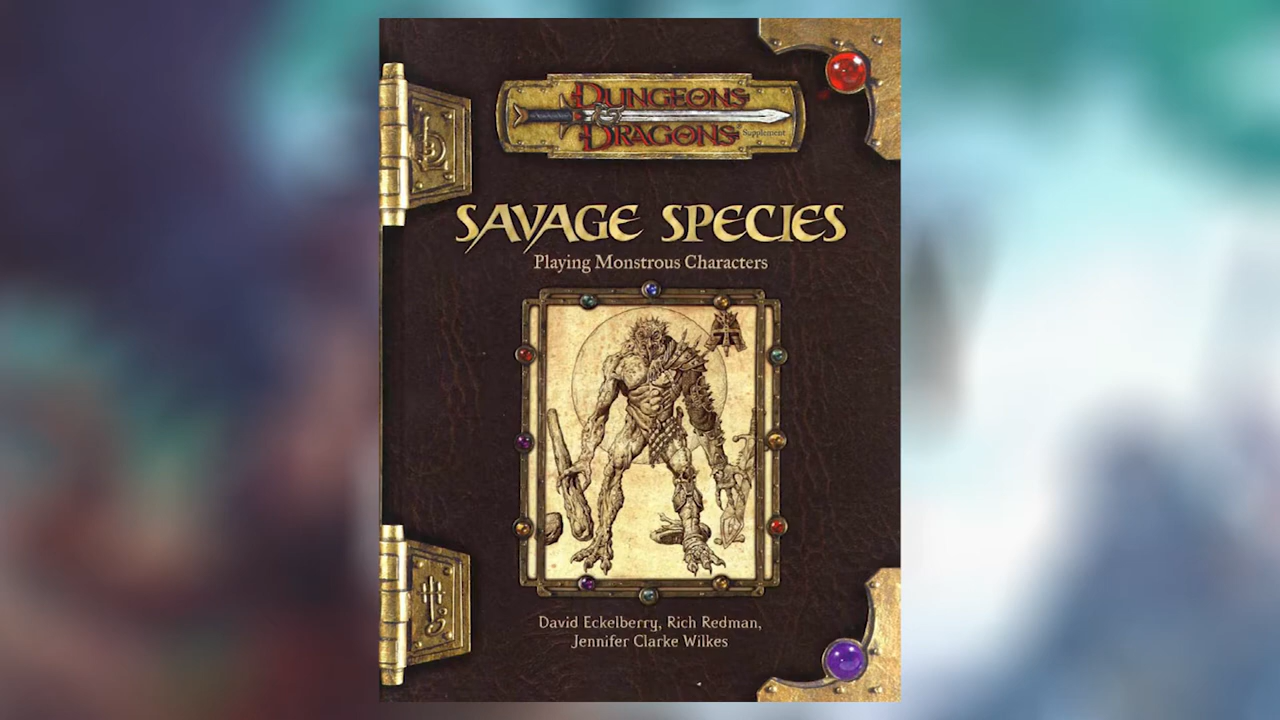 DUNGEONS
&
DRAGONS
Supplement
SAVAGE SPECIES
Playing Monstrous Characters
David Eckelberry, Rich Redman,
Jennifer Clarke Wilkes